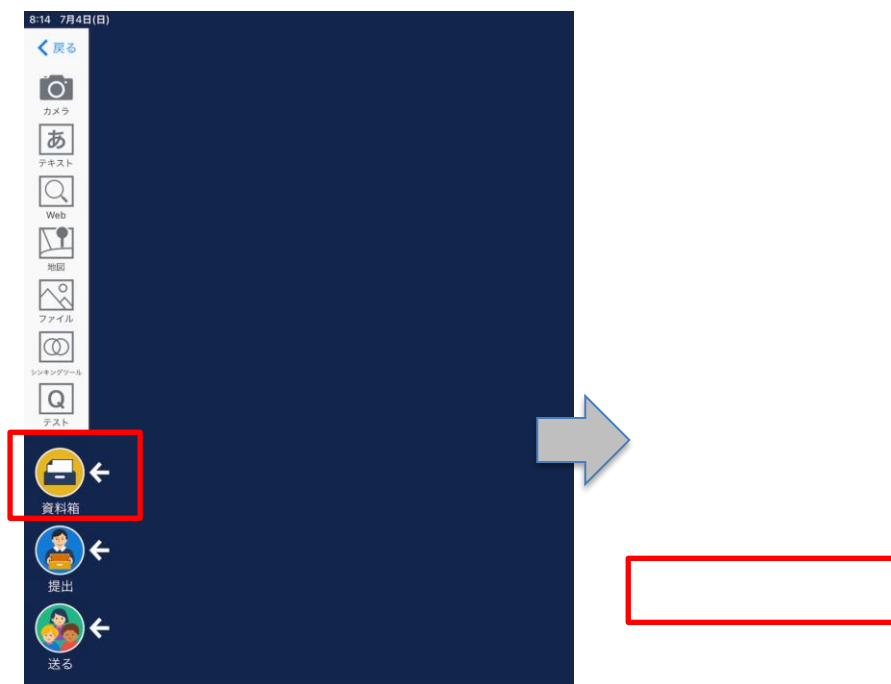 8:14 7月4日(日)
戻る
カメラ
あ
テキスト
Web
地図
ファイル
シンキングツール
Q
テスト
資料箱
提出
送る